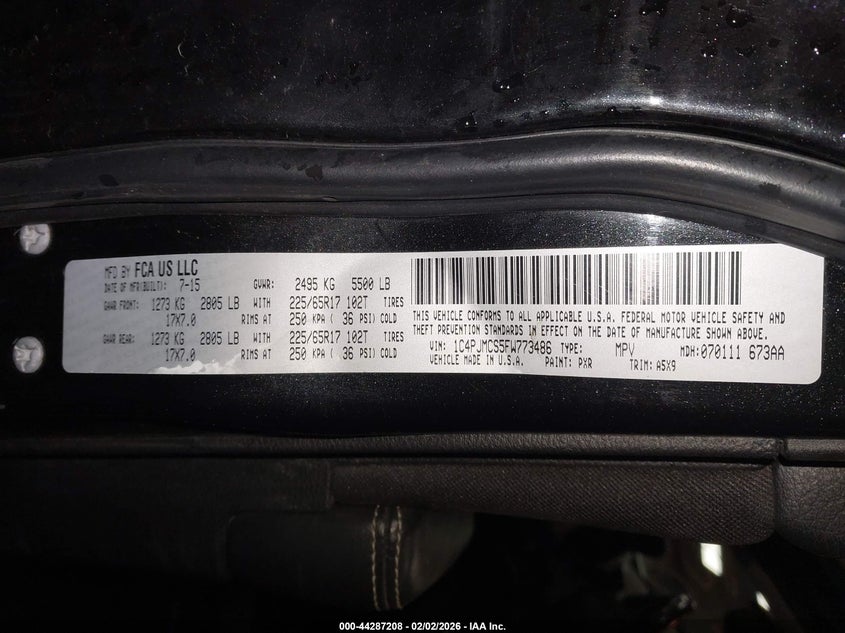 MFD BY FCA US LLC
DATE OF MFR(BUILT): 7-15 GVWR: 2495 KG 5500 LB
GAWR FRONT: 1273 KG 2805 LB WITH 225/65R17 102T TIRES
17X7.0 RIMS AT 250 KPA ( 36 PSI) COLD
GAWR REAR: 1273 KG 2805 LB WITH 225/65R17 102T TIRES
17X7.0 RIMS AT 250 KPA ( 36 PSI) COLD
THIS VEHICLE CONFORMS TO ALL APPLICABLE U.S.A. FEDERAL MOTOR VEHICLE SAFETY AND
THEFT PREVENTION STANDARDS IN EFFECT ON THE DATE OF MANUFACTURE SHOWN ABOVE.
VIN: 1C4PJMCS5FW773486 TYPE: MPV MDH: 070111 673AA
VEHICLE MADE IN U.S.A. PAINT: PXR TRIM: A5X9
000-44287208 - 02/02/2026 - IAA Inc.